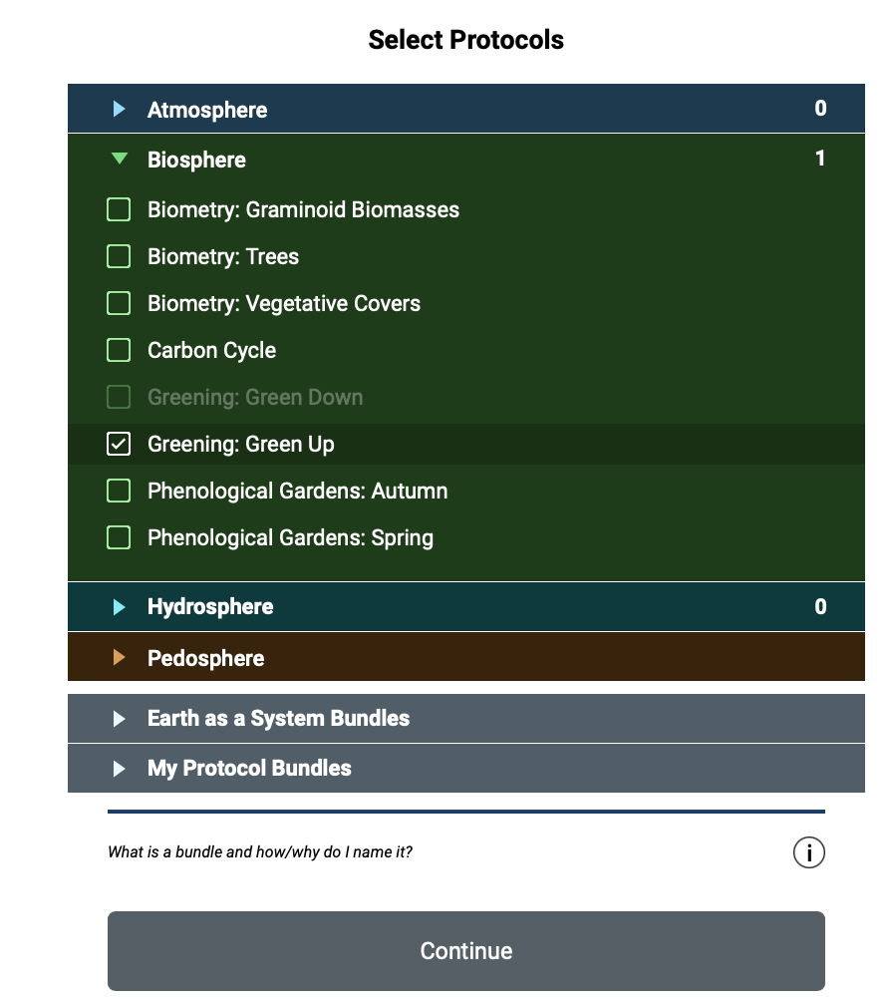 Select Protocols
Atmosphere 0
Biosphere 1
Biometry: Graminoid Biomasses
Biometry: Trees
Biometry: Vegetative Covers
Carbon Cycle
Greening: Green Down
Greening: Green Up
Phenological Gardens: Autumn
Phenological Gardens: Spring
Hydrosphere 0
Pedosphere
Earth as a System Bundles
My Protocol Bundles
What is a bundle and how/why do I name it? i
Continue